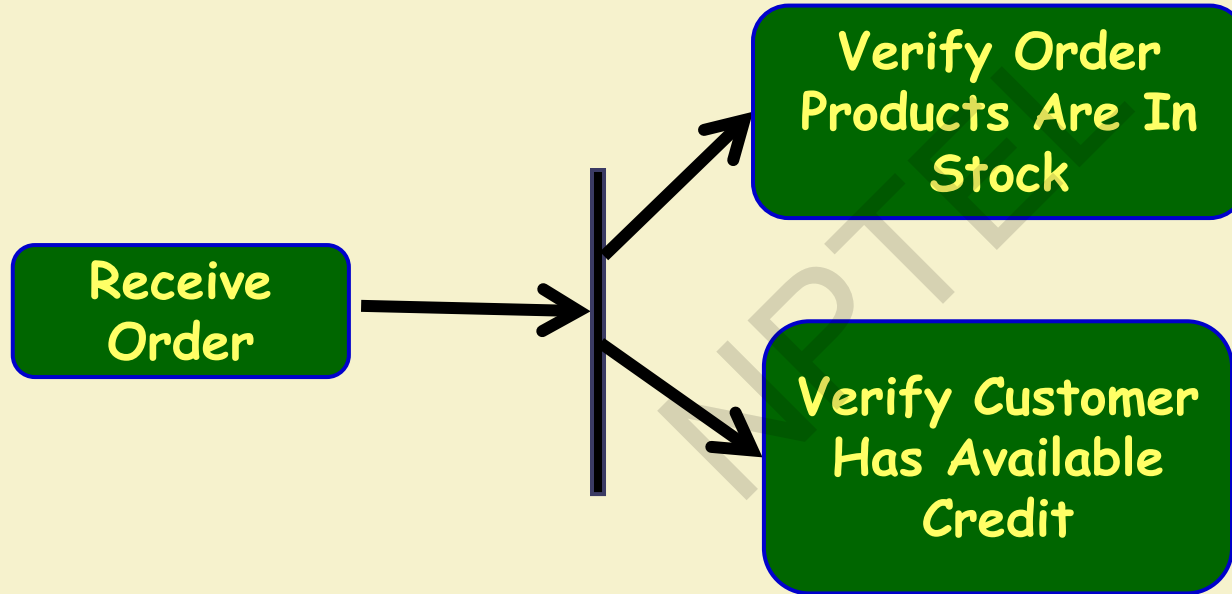 Receive
Order
Verify Order
Products Are In
Stock
Verify Customer
Has Available
Credit
NPTEL